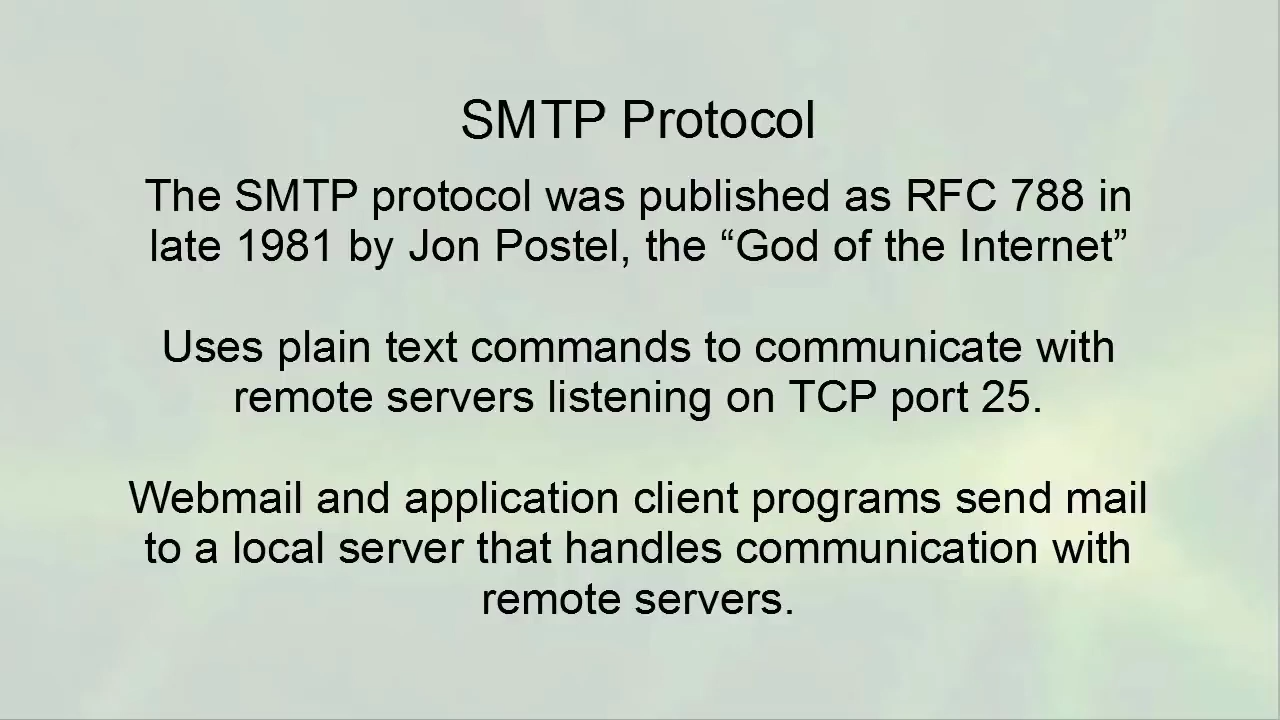 SMTP Protocol
The SMTP protocol was published as RFC 788 in
late 1981 by Jon Postel, the “God of the Internet”
Uses plain text commands to communicate with
remote servers listening on TCP port 25.
Webmail and application client programs send mail
to a local server that handles communication with
remote servers.